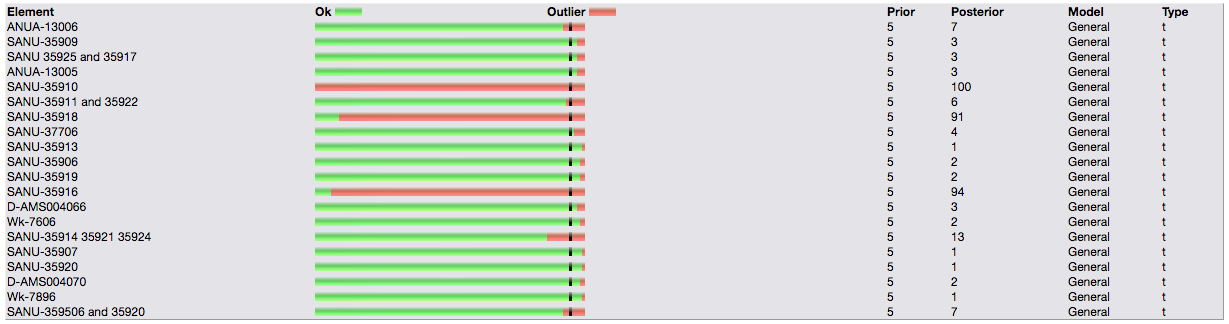 Element Ok Outlier Prior Posterior Model Type
ANUA-13006 5 7 General t
SANU-35909 5 3 General t
SANU 35925 and 35917 5 3 General t
ANUA-13005 5 3 General t
SANU-35910 5 100 General t
SANU-35911 and 35922 5 6 General t
SANU-35918 5 91 General t
SANU-37706 5 4 General t
SANU-35913 5 1 General t
SANU-35906 5 2 General t
SANU-35919 5 2 General t
SANU-35916 5 94 General t
D-AMS004066 5 3 General t
Wk-7606 5 2 General t
SANU-35914 35921 35924 5 13 General t
SANU-35907 5 1 General t
SANU-35920 5 1 General t
D-AMS004070 5 2 General t
Wk-7896 5 1 General t
SANU-359506 and 35920 5 7 General t